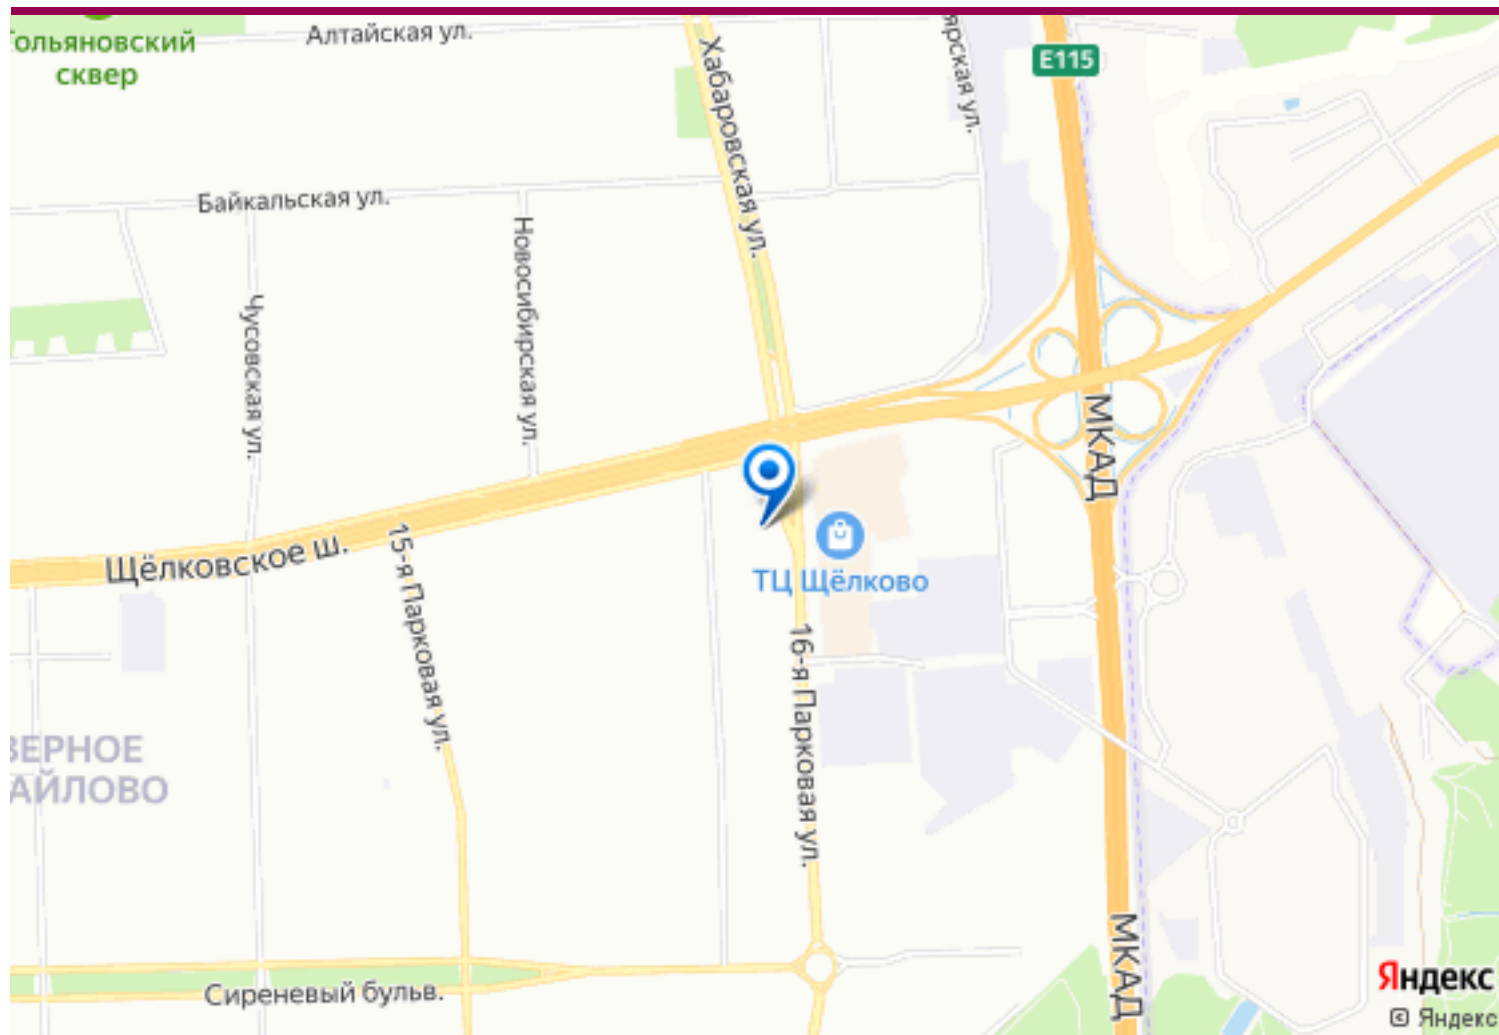 ольяновский
сквер
Алтайская ул.
Хабаровская ул.
ярская ул.
E115
Байкальская ул.
Новосибирская ул.
Чусовская ул.
МКАД
Щёлковское ш.
15-я Парковая ул.
ТЦ Щёлково
16-я Парковая ул.
ВЕРНОЕ
АЙЛОВО
МКАД
Сиреневый бульв.
Яндекс
© Яндекс